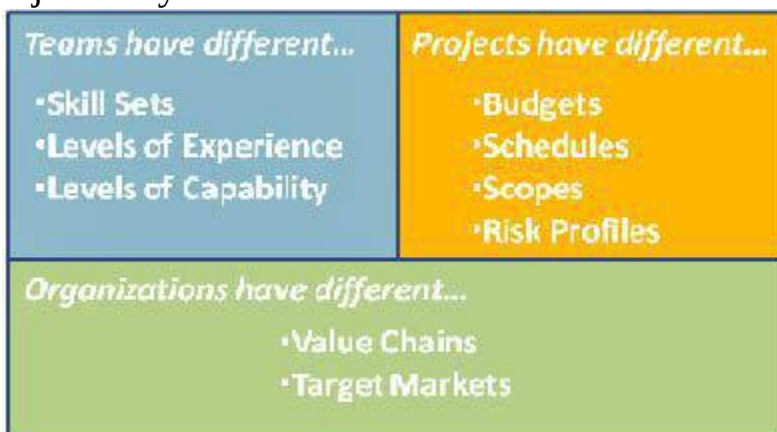 Teams have different...
•Skill Sets
•Levels of Experience
•Levels of Capability
Projects have different...
•Budgets
•Schedules
•Scopes
•Risk Profiles
Organizations have different...
•Value Chains
•Target Markets